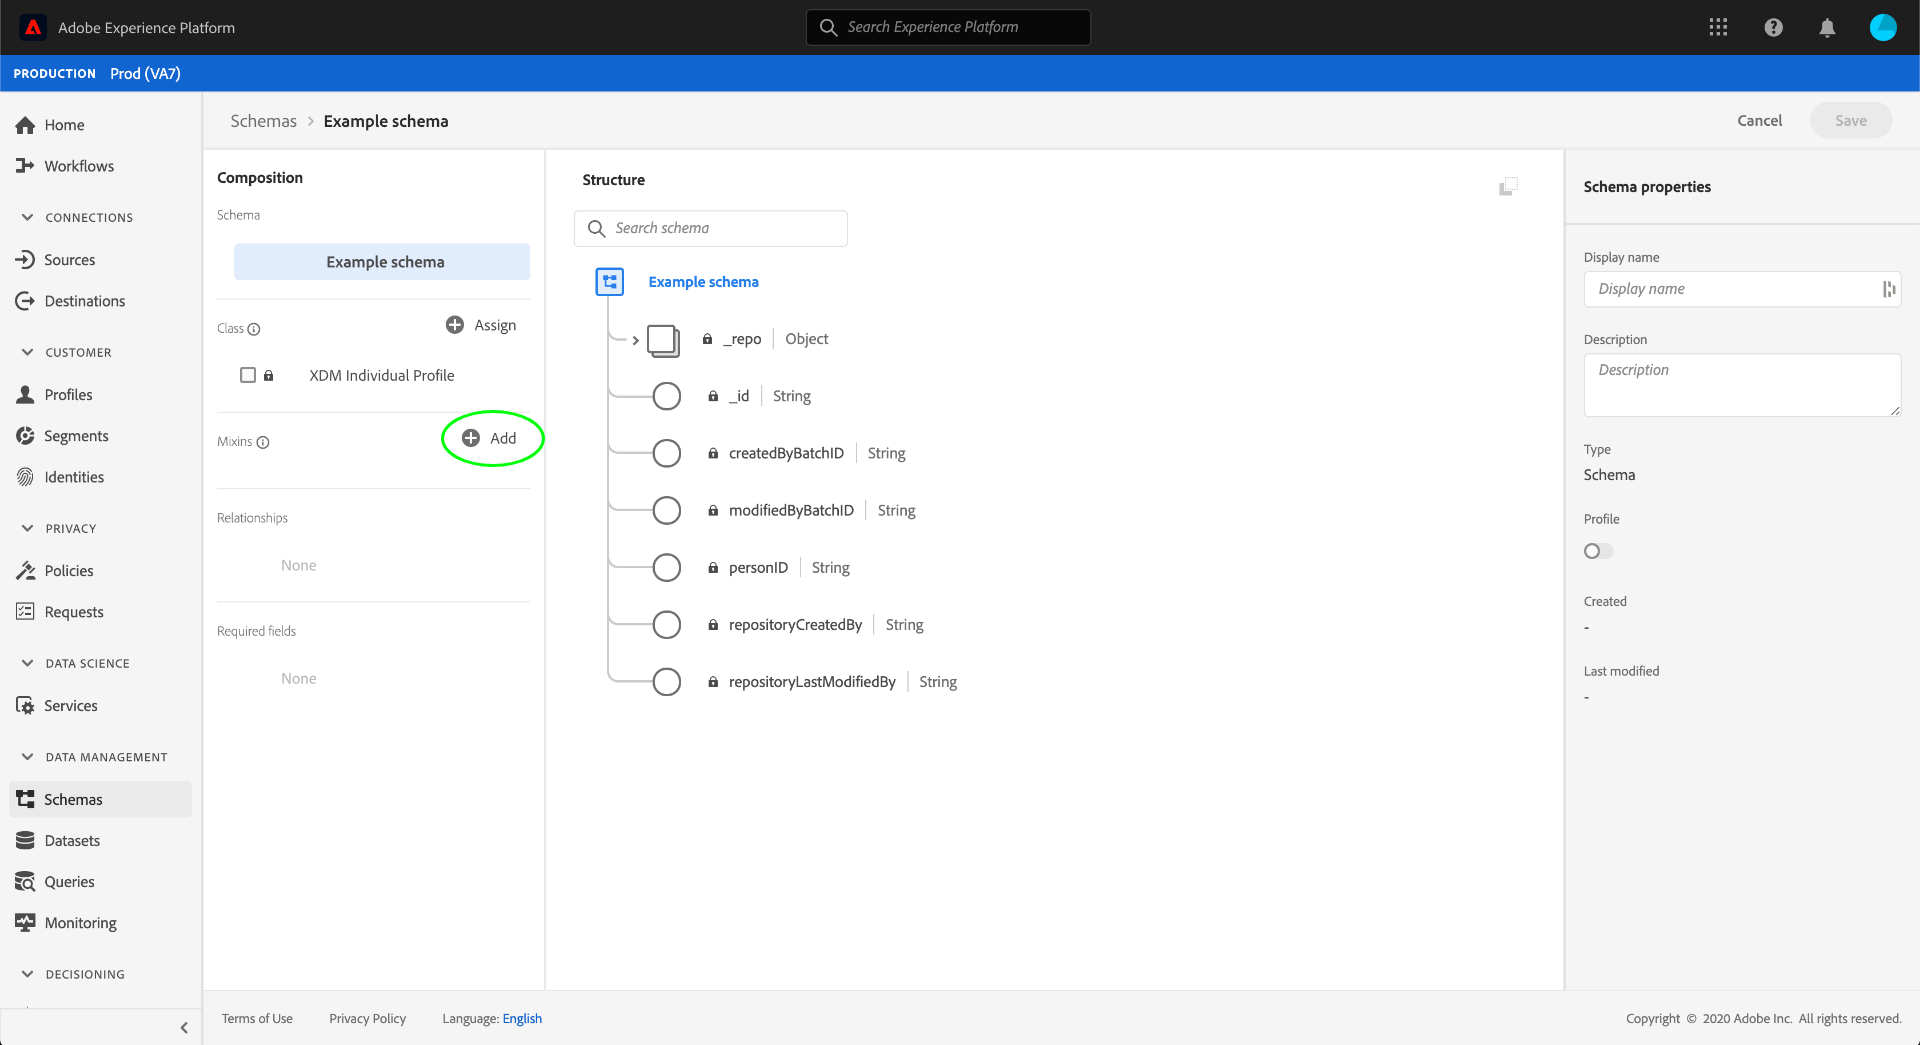 Adobe Experience Platform
Search Experience Platform
PRODUCTION Prod (VA7)
Home
Workflows
CONNECTIONS
Sources
Destinations
CUSTOMER
Profiles
Segments
Identities
PRIVACY
Policies
Requests
DATA SCIENCE
Services
DATA MANAGEMENT
Schemas
Datasets
Queries
Monitoring
DECISIONING
Schemas > Example schema
Cancel
Save
Composition
Schema
Example schema
Class
Assign
XDM Individual Profile
Mixins
Add
Relationships
None
Required fields
None
Structure
Search schema
Example schema
_repo | Object
_id | String
createdByBatchID | String
modifiedByBatchID | String
personID | String
repositoryCreatedBy | String
repositoryLastModifiedBy | String
Schema properties
Display name
Display name
Description
Description
Type
Schema
Profile
Created
-
Last modified
-
Terms of Use Privacy Policy Language: English
Copyright © 2020 Adobe Inc. All rights reserved.